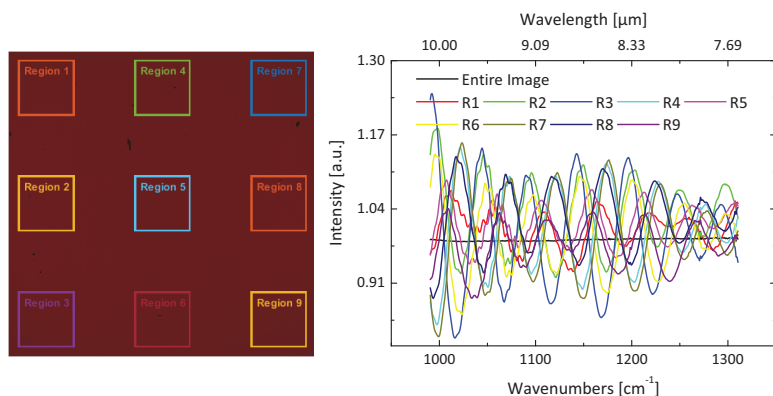 Region 1
Region 4
Region 7
Region 2
Region 5
Region 8
Region 3
Region 6
Region 9
Wavelength [µm]
10.00 9.09 8.33 7.69
1.30
1.17
1.04
0.91
Intensity [a.u.]
Entire Image
R1 R2 R3 R4 R5
R6 R7 R8 R9
1000 1100 1200 1300
Wavenumbers [cm⁻¹]